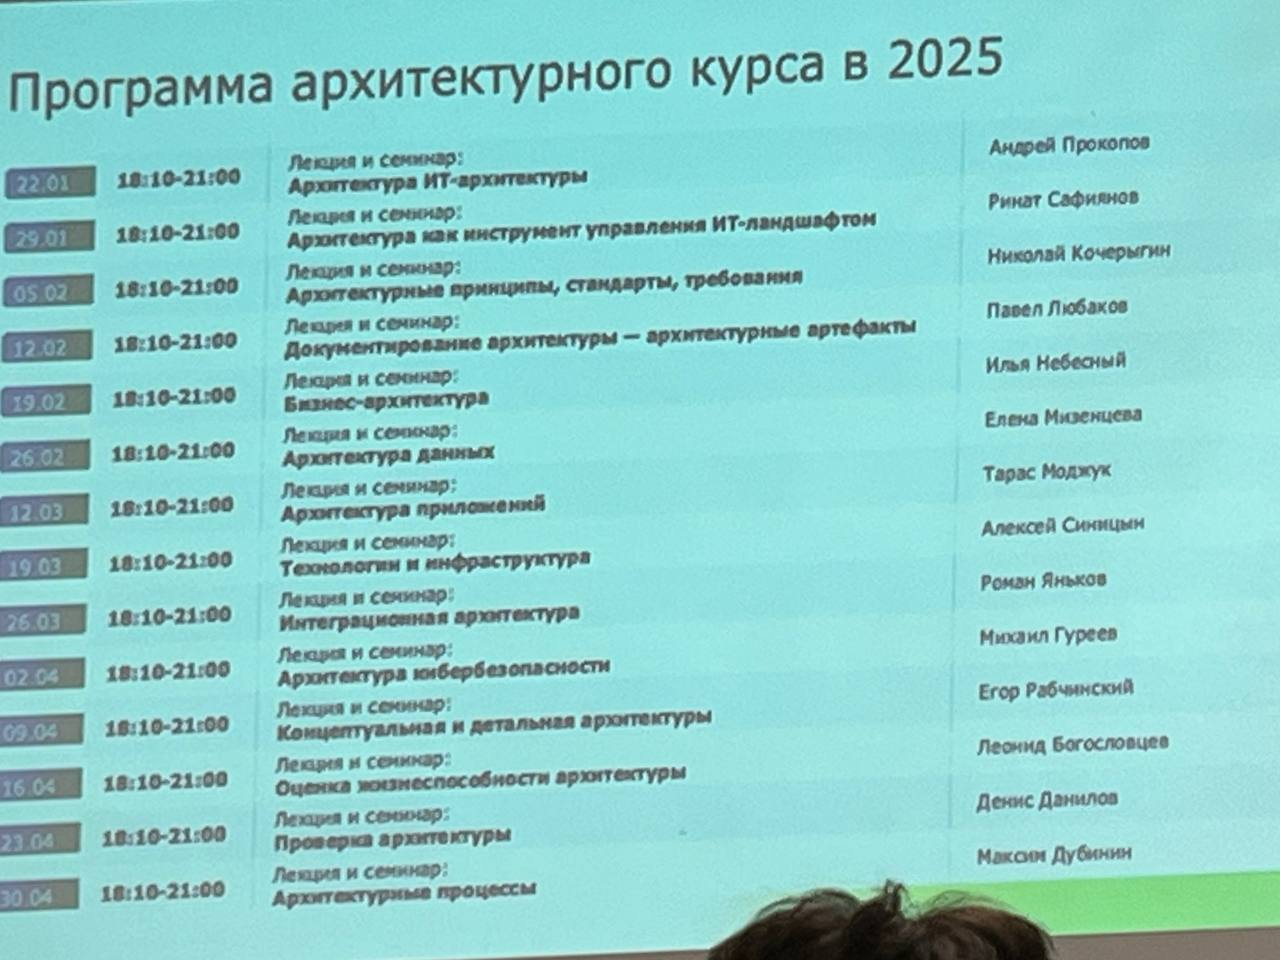 Программа архитектурного курса в 2025
22.01 18:10-21:00 Лекция и семинар: Андрей Прокопов
Архитектура ИТ-архитектуры
29.01 18:10-21:00 Лекция и семинар: Ринат Сафиянов
Архитектура как инструмент управления ИТ-ландшафтом
05.02 18:10-21:00 Лекция и семинар: Николай Кочерыгин
Архитектурные принципы, стандарты, требования
12.02 18:10-21:00 Лекция и семинар: Павел Любаков
Документирование архитектуры — архитектурные артефакты
19.02 18:10-21:00 Лекция и семинар: Илья Небесный
Бизнес-архитектура
26.02 18:10-21:00 Лекция и семинар: Елена Мизенцева
Архитектура данных
12.03 18:10-21:00 Лекция и семинар: Тарас Моджук
Архитектура приложений
19.03 18:10-21:00 Лекция и семинар: Алексей Синицын
Технологии и инфраструктура
26.03 18:10-21:00 Лекция и семинар: Роман Яньков
Интеграционная архитектура
02.04 18:10-21:00 Лекция и семинар: Михаил Гуреев
Архитектура кибербезопасности
09.04 18:10-21:00 Лекция и семинар: Егор Рабчинский
Концептуальная и детальная архитектуры
16.04 18:10-21:00 Лекция и семинар: Леонид Богословцев
Оценка жизнеспособности архитектуры
23.04 18:10-21:00 Лекция и семинар: Денис Данилов
Проверка архитектуры
30.04 18:10-21:00 Лекция и семинар: Максим Дубинин
Архитектурные процессы